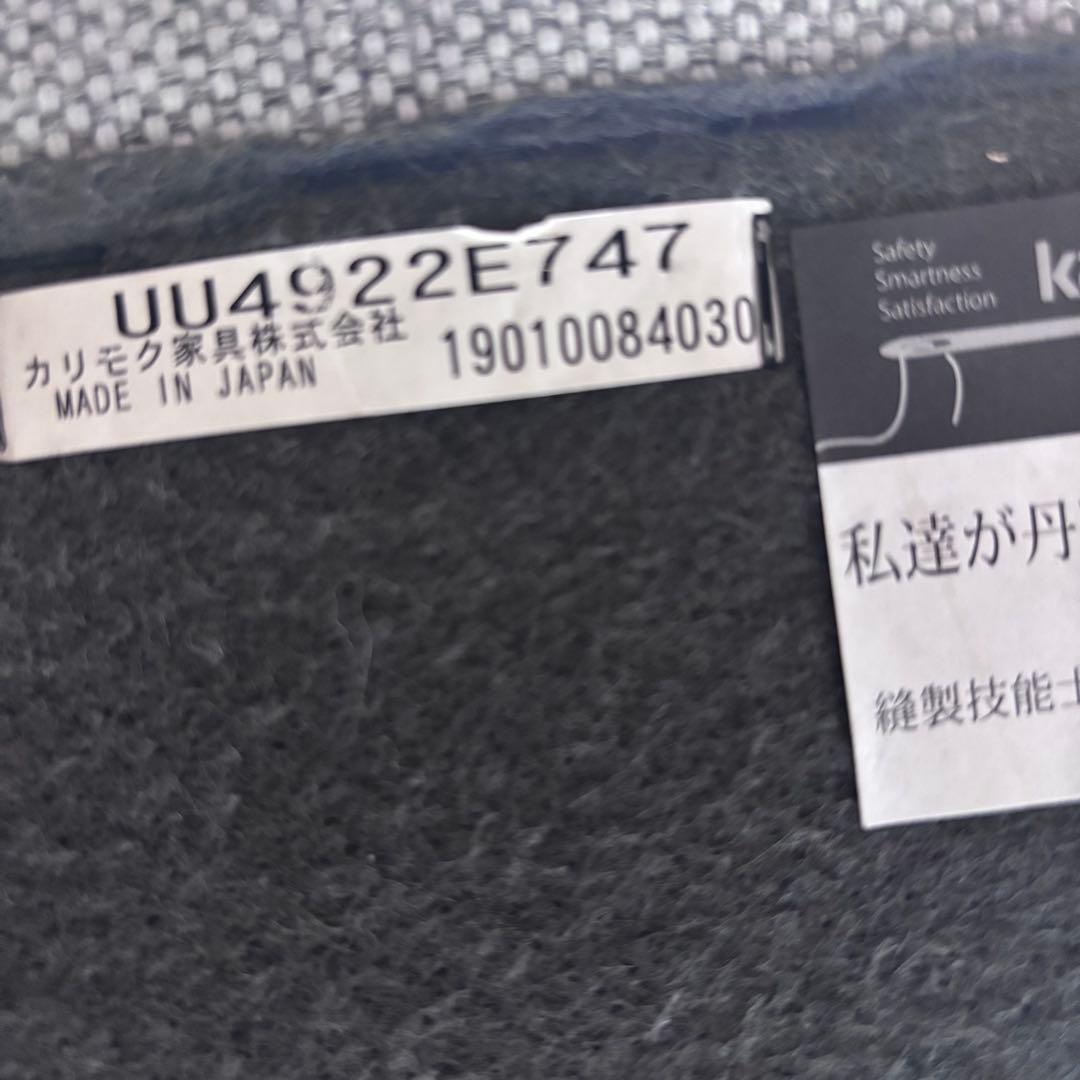 UU4922E747
カリモク家具株式会社
MADE IN JAPAN
19010084030
Safety
Smartness
Satisfaction
k
私達が丹
縫製技能士